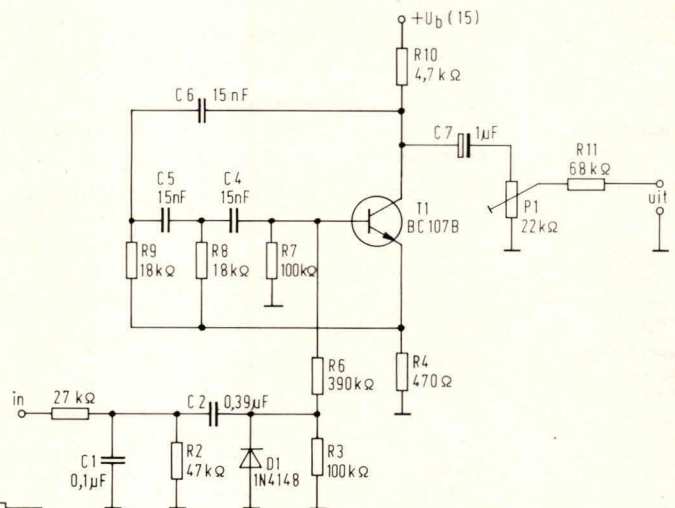 +Ub (15)
R10
4,7 kΩ
C6 15 nF
C7 1µF
R11
68 kΩ
C5
15nF
C4
15nF
T1
BC 107B
P1
22kΩ
uit
R9
18kΩ
R8
18kΩ
R7
100kΩ
R6
390kΩ
R4
470Ω
in
27 kΩ
C2 0,39µF
C1
0,1µF
R2
47kΩ
D1
1N4148
R3
100kΩ